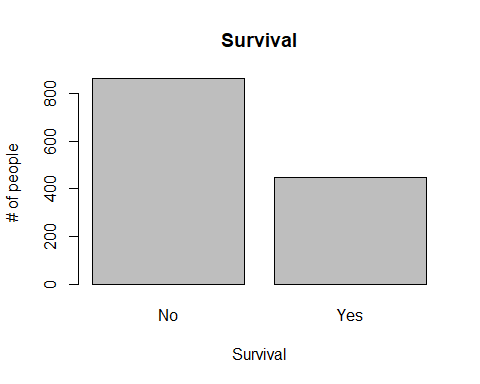 Survival
# of people
800
600
400
200
0
No Yes
Survival